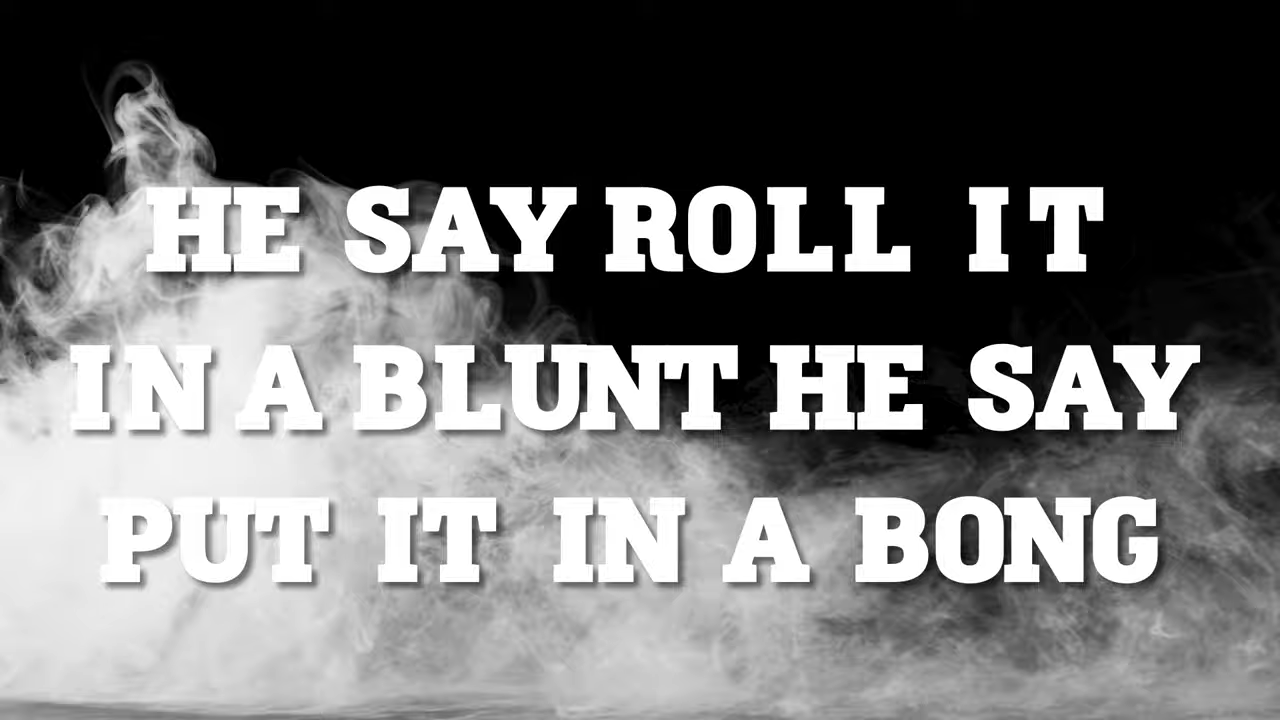 HE SAY ROLL IT
IN A BLUNT HE SAY
PUT IT IN A BONG